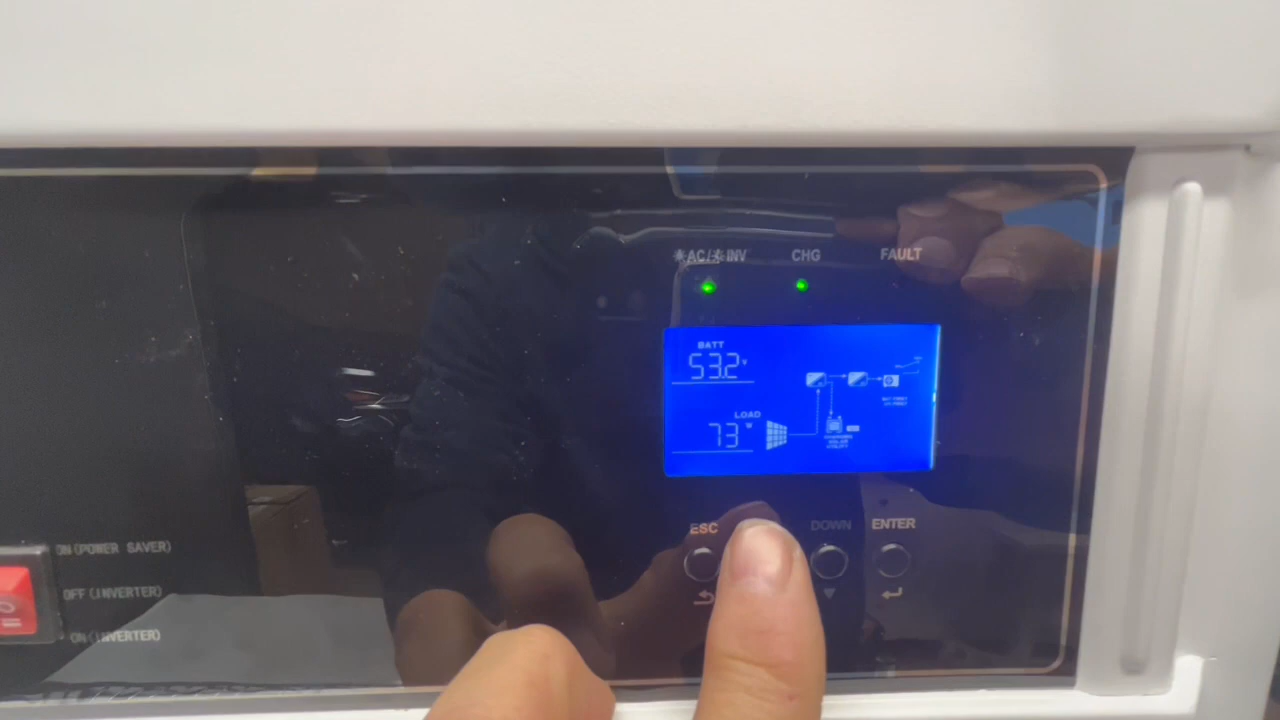 AC/ INV CHG FAULT
BATT
53.2 V
LOAD
73 W
ESC DOWN ENTER
ON(POWER SAVER)
OFF(INVERTER)
ON(INVERTER)